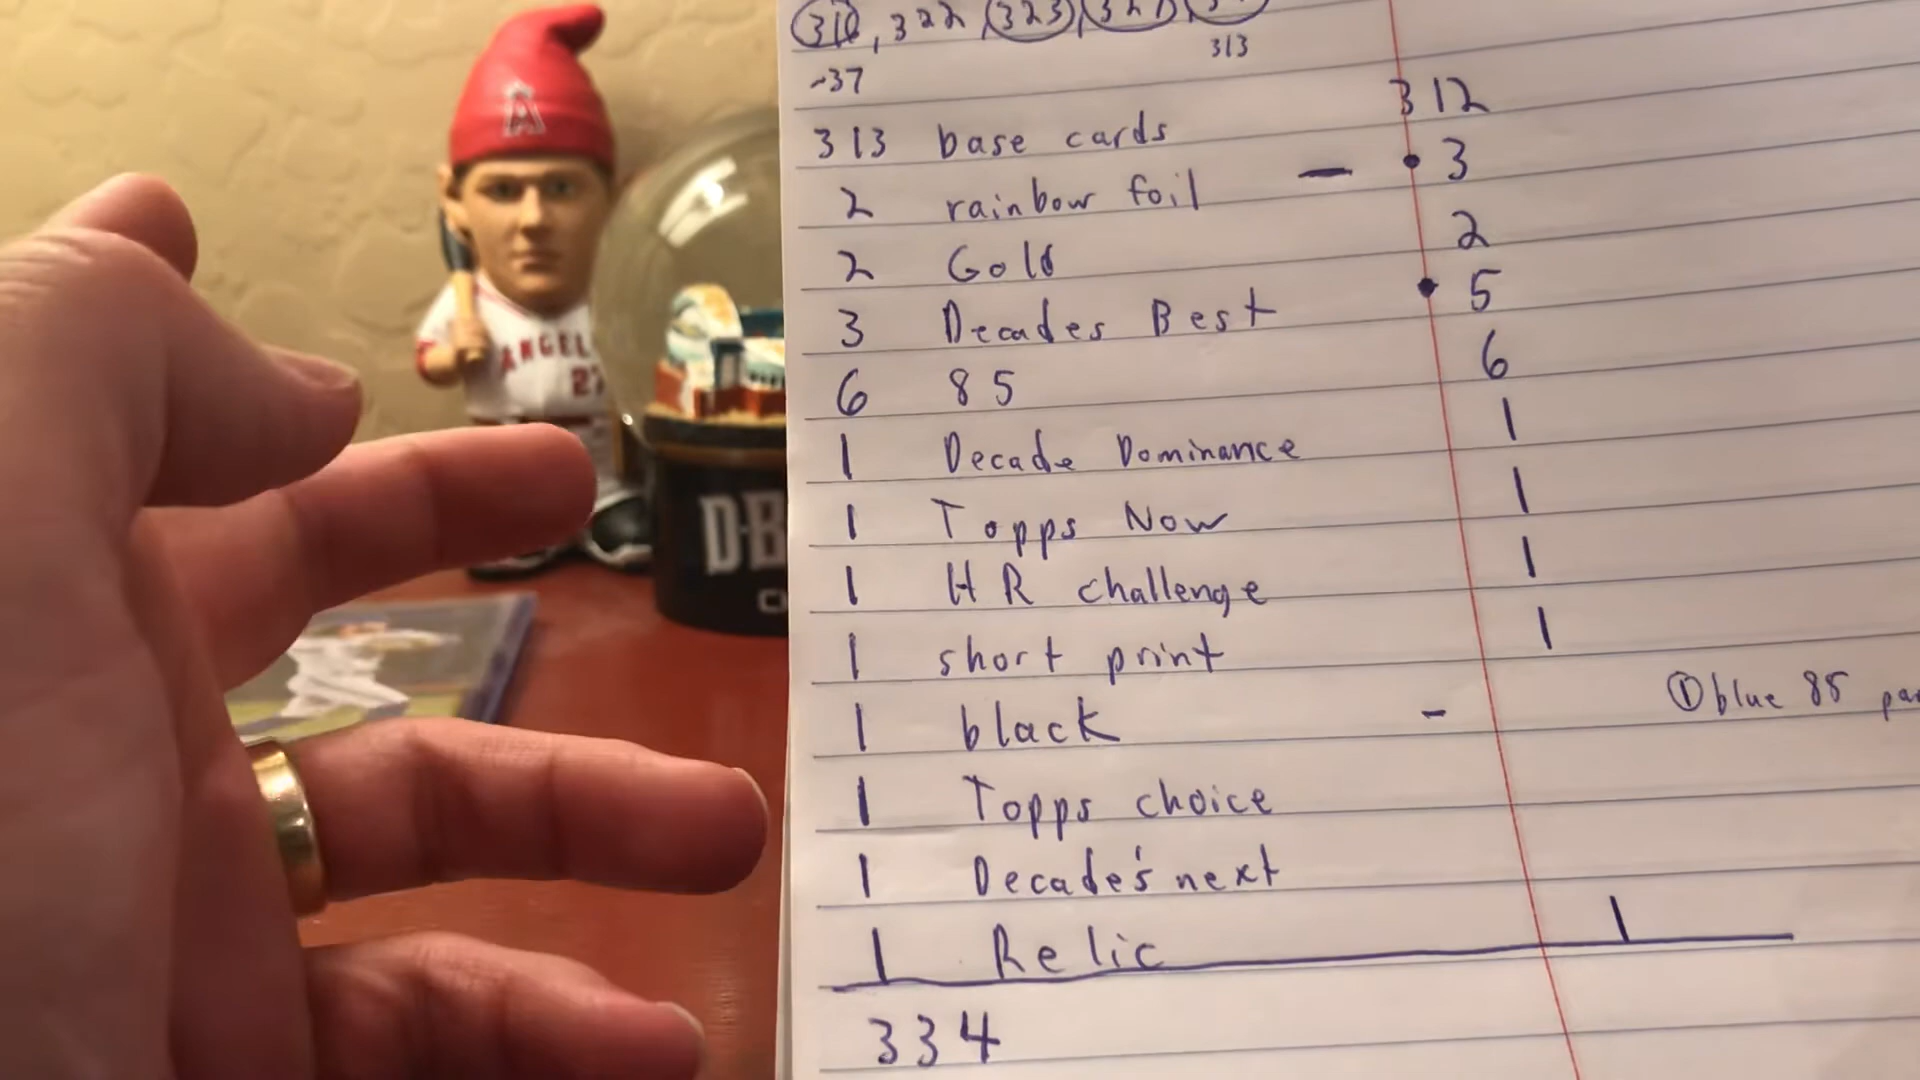 310, 322, 323, 321,
313
-37
313 base cards 312
2 rainbow foil — • 3
2 Gold 2
3 Decades Best • 5
6 85 6
1 Decade Dominance 1
1 Topps Now 1
1 HR challenge 1
1 short print 1
1 black - ① blue 85
1 Topps choice
1 Decade's next
1 Relic 1
334
A
ANGEL
27
D-B